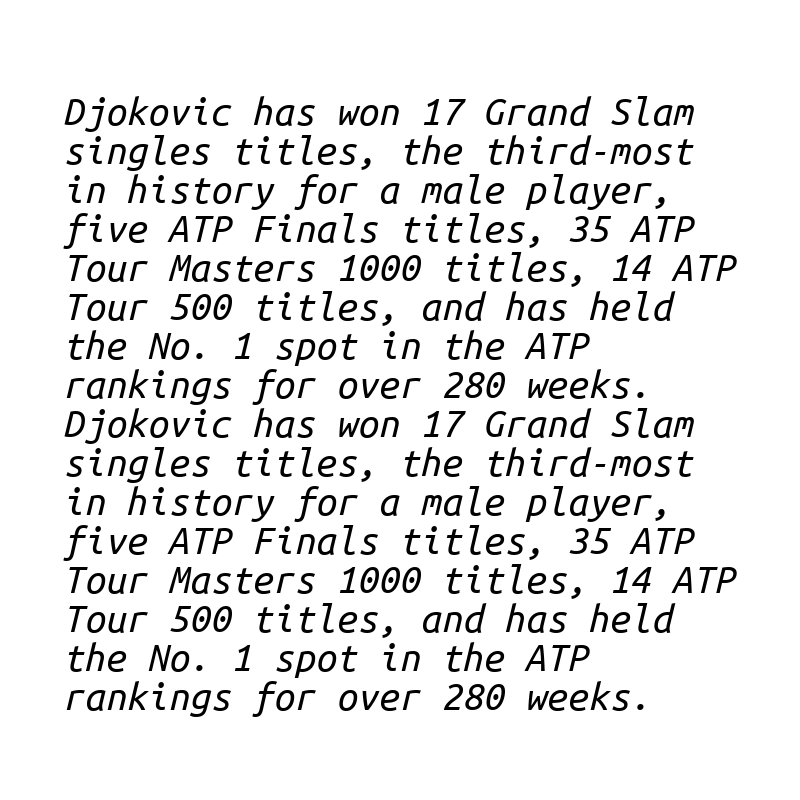 Djokovic has won 17 Grand Slam
singles titles, the third-most
in history for a male player,
five ATP Finals titles, 35 ATP
Tour Masters 1000 titles, 14 ATP
Tour 500 titles, and has held
the No. 1 spot in the ATP
rankings for over 280 weeks.
Djokovic has won 17 Grand Slam
singles titles, the third-most
in history for a male player,
five ATP Finals titles, 35 ATP
Tour Masters 1000 titles, 14 ATP
Tour 500 titles, and has held
the No. 1 spot in the ATP
rankings for over 280 weeks.